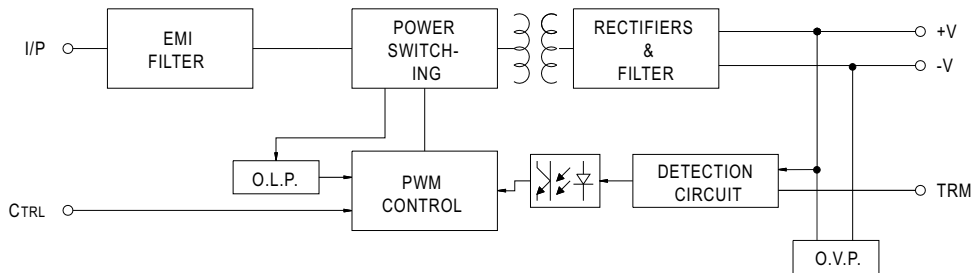 I/P
EMI
FILTER
POWER
SWITCH-
ING
RECTIFIERS
&
FILTER
+V
-V
O.L.P.
PWM
CONTROL
DETECTION
CIRCUIT
TRM
CTRL
O.V.P.